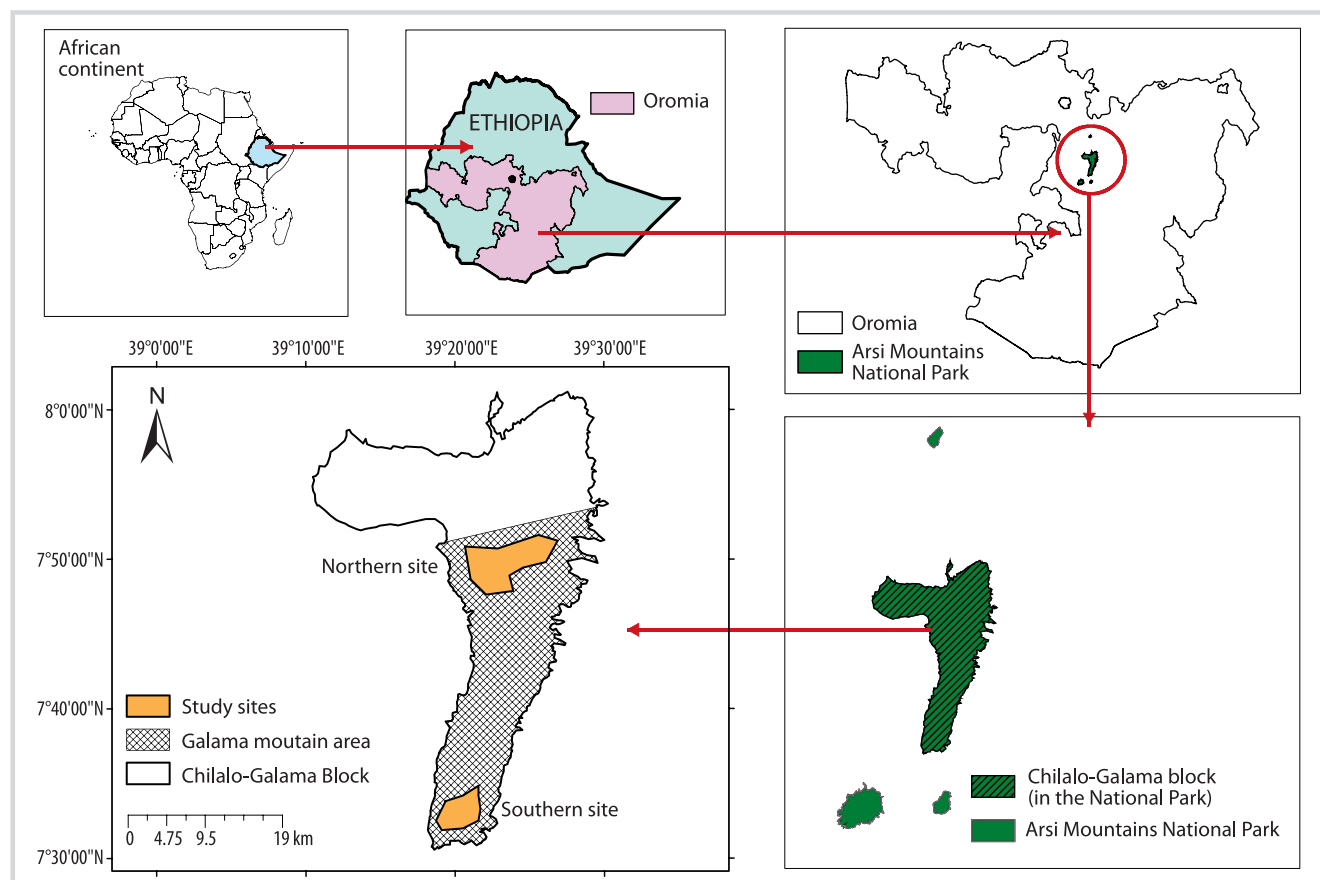 African
continent
ETHIOPIA
Oromia
Oromia
Arsi Mountains
National Park
39°0'00"E
39°10'00"E
39°20'00"E
39°30'00"E
N
8°0'00"N
7°50'00"N
7°40'00"N
7°30'00"N
Northern site
Southern site
Study sites
Galama moutain area
Chilalo-Galama Block
0 4.75 9.5 19 km
Chilalo-Galama block
(in the National Park)
Arsi Mountains National Park